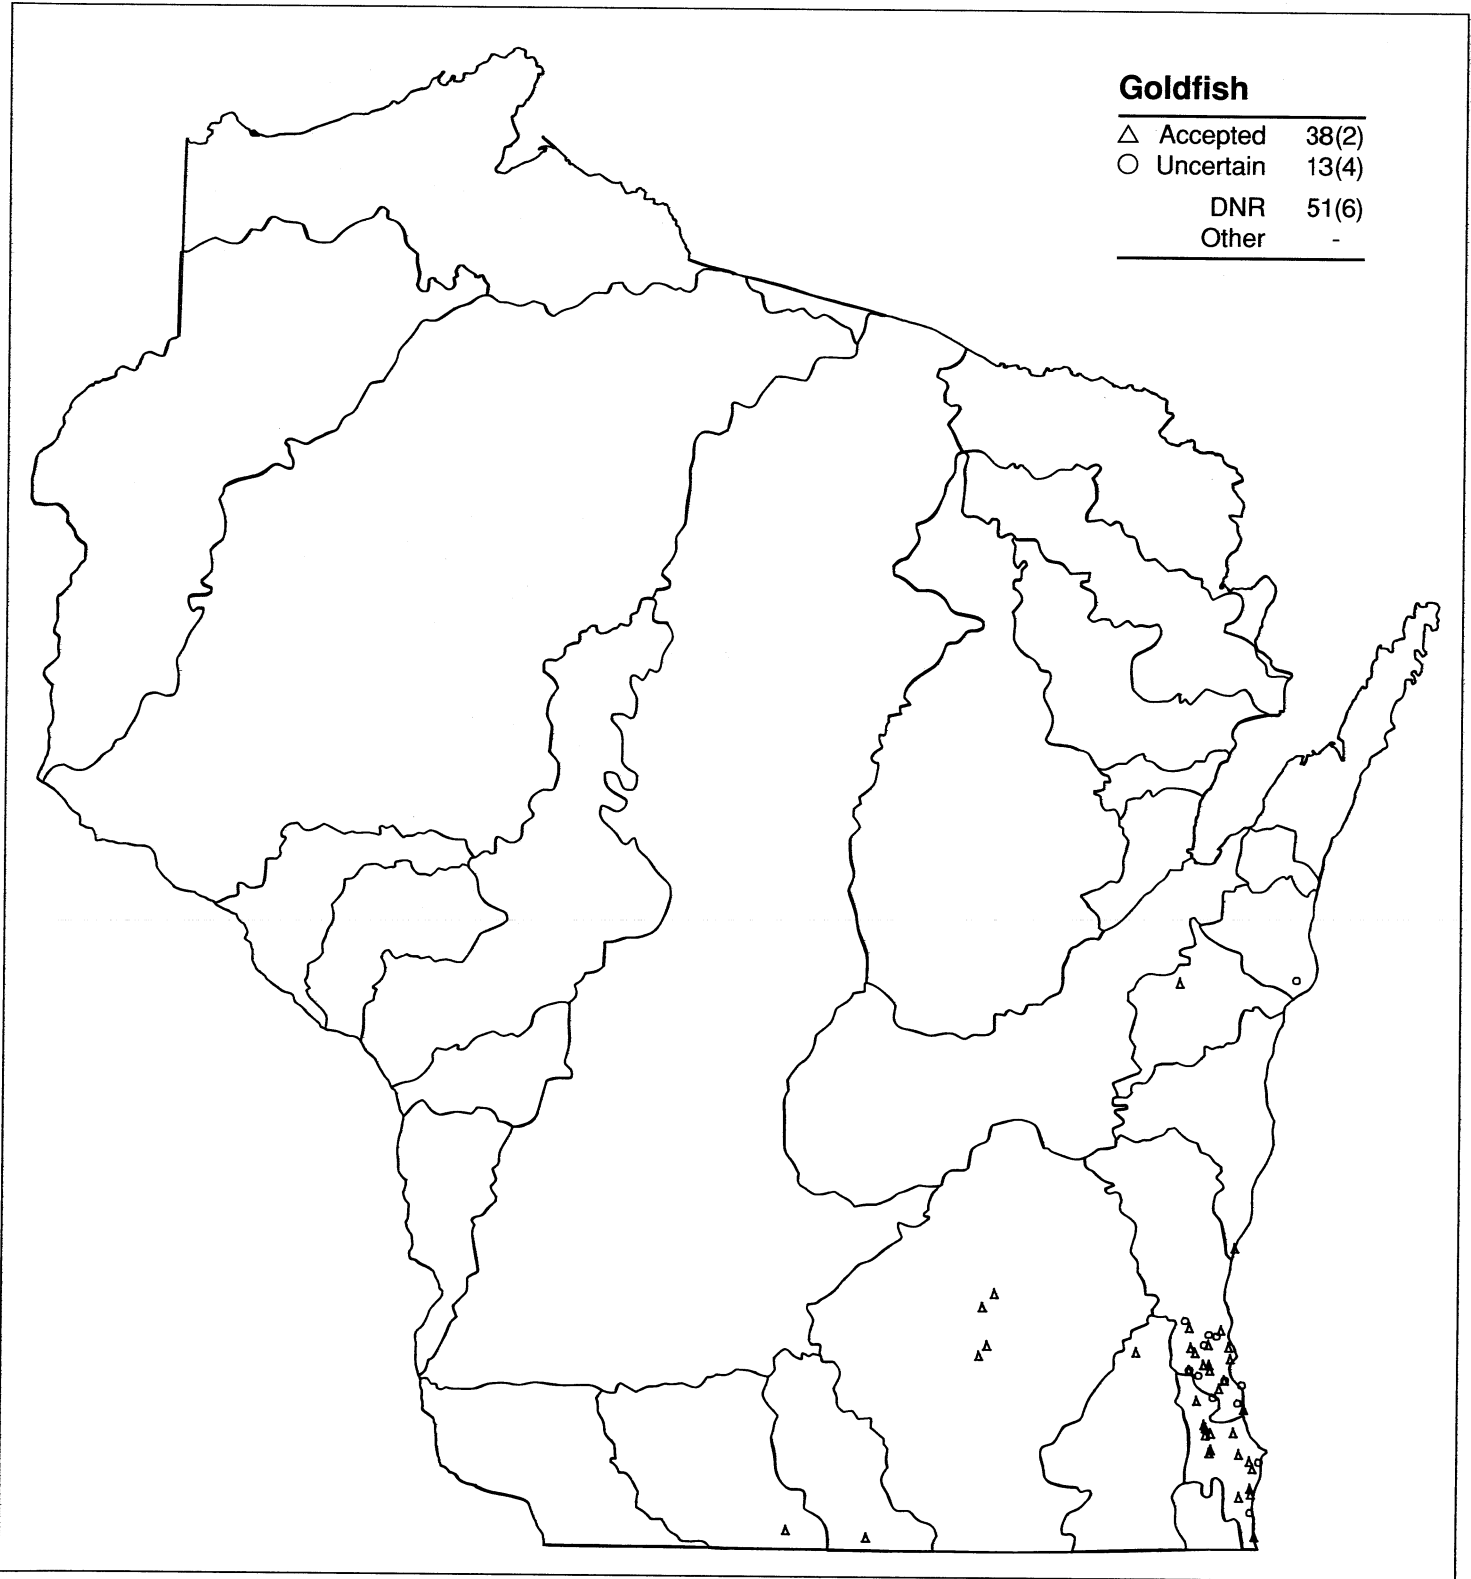 Goldfish
△ Accepted 38(2)
○ Uncertain 13(4)
DNR 51(6)
Other -